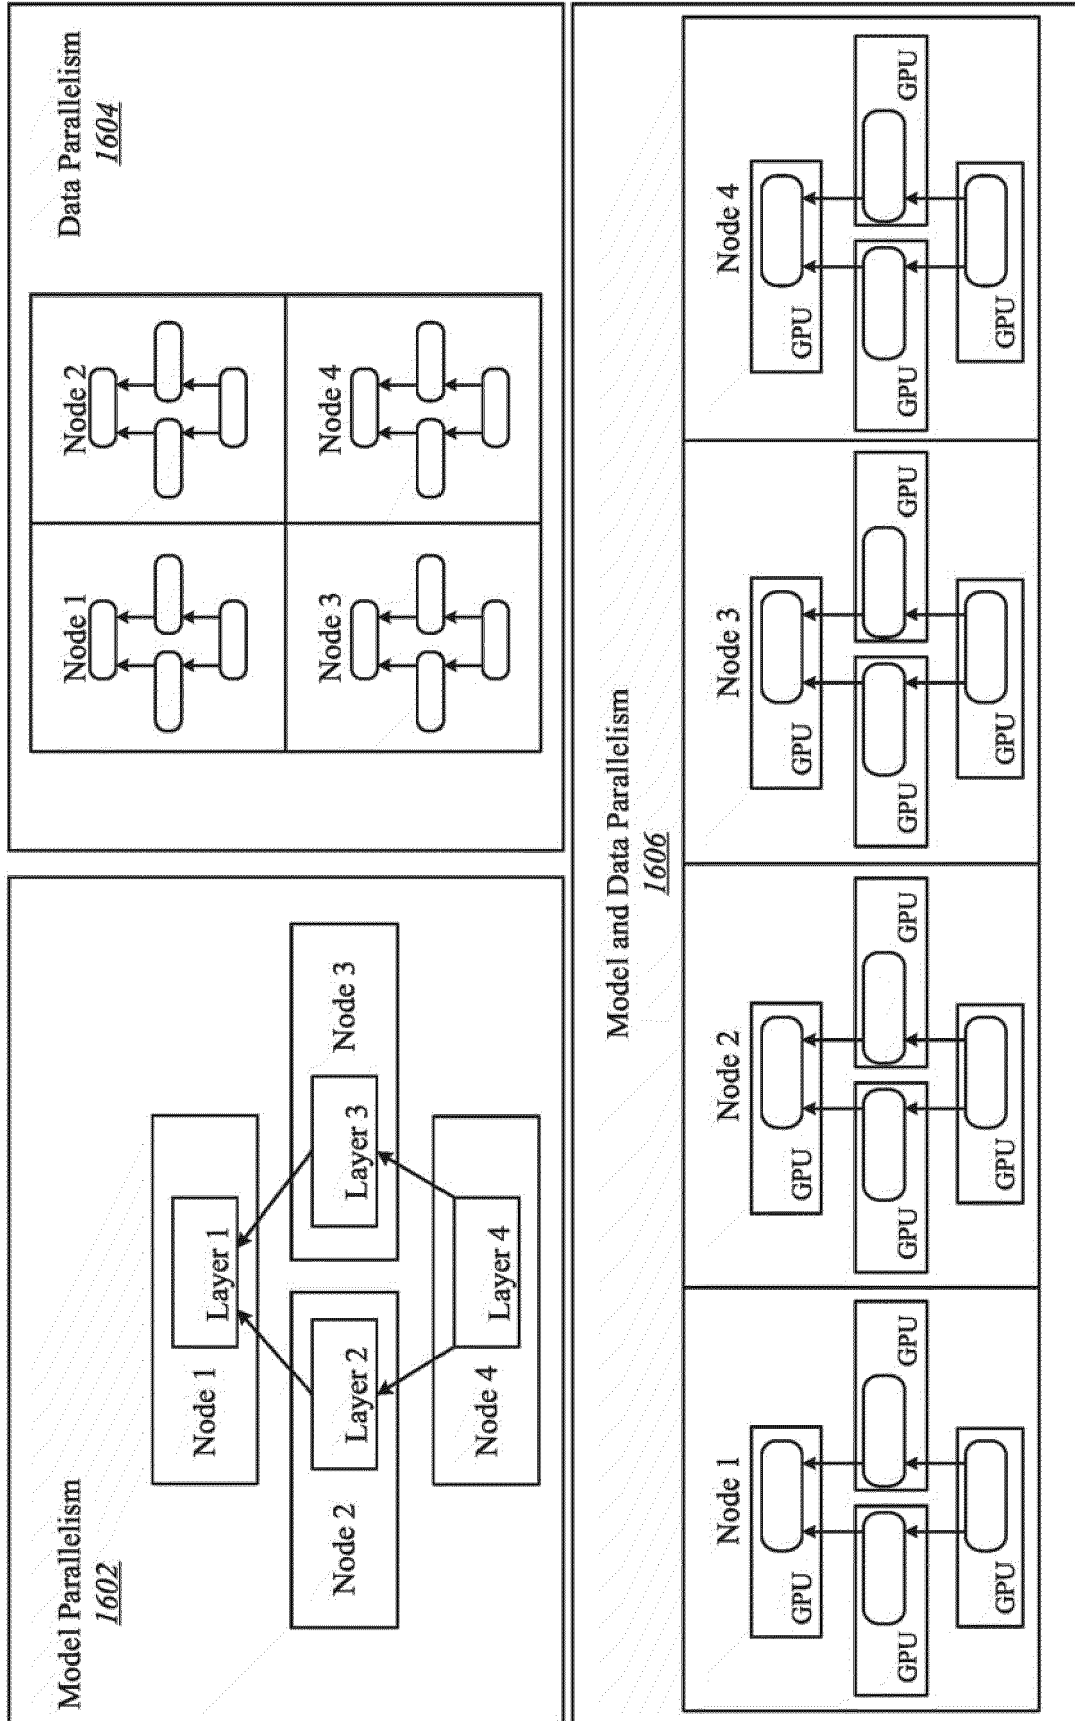 Model Parallelism
1602
Node 1
Layer 1
Node 2
Layer 2
Layer 3
Node 3
Node 4
Layer 4
Data Parallelism
1604
Node 1
Node 2
Node 3
Node 4
Model and Data Parallelism
1606
Node 1
GPU
GPU
GPU
GPU
Node 2
GPU
GPU
GPU
GPU
Node 3
GPU
GPU
GPU
GPU
Node 4
GPU
GPU
GPU
GPU